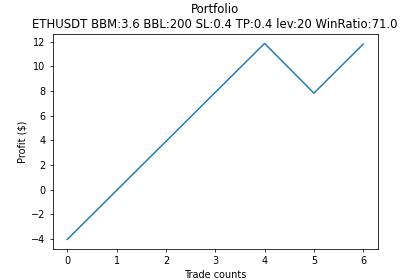 Portfolio
ETHUSDT BBM:3.6 BBL:200 SL:0.4 TP:0.4 lev:20 WinRatio:71.0
12
10
8
6
4
2
0
−2
−4
Profit ($)
0 1 2 3 4 5 6
Trade counts